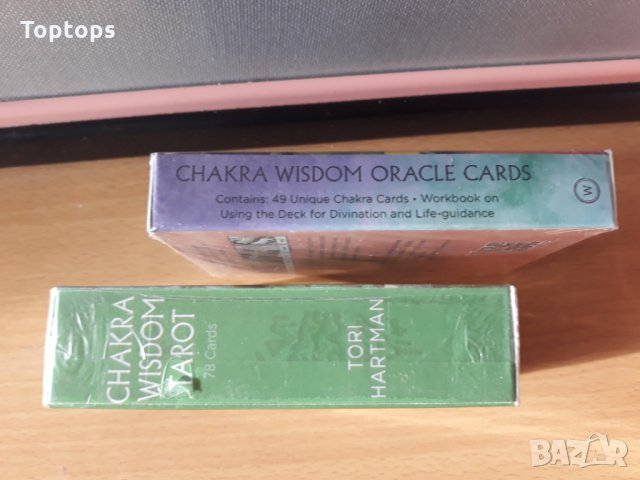 Toptops
CHAKRA WISDOM ORACLE CARDS
Contains: 49 Unique Chakra Cards • Workbook on
Using the Deck for Divination and Life-guidance
W
CHAKRA
WISDOM
TAROT
78 Cards
TORI
HARTMAN
BAZAR